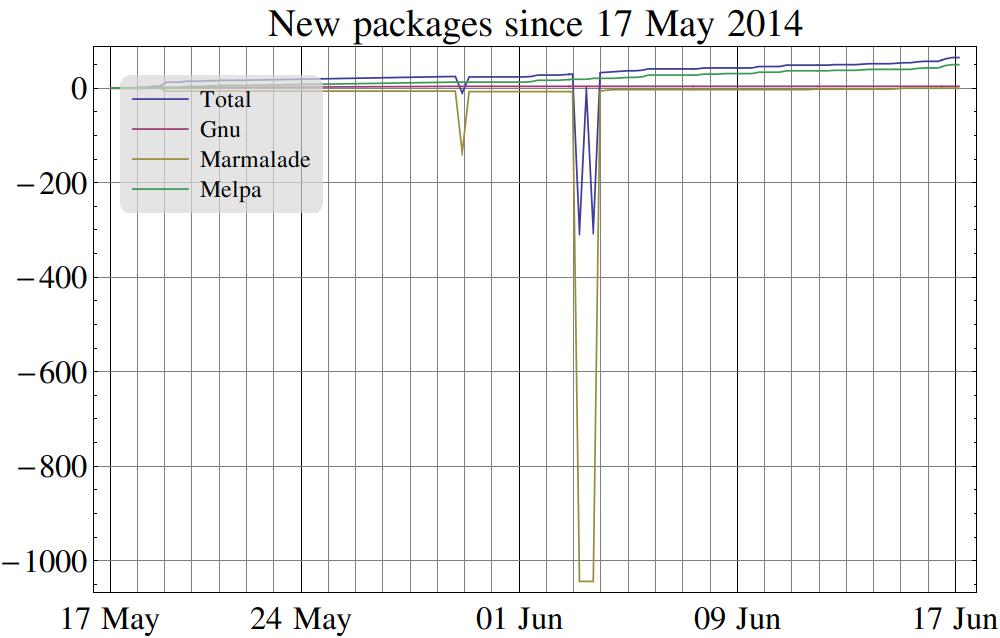 New packages since 17 May 2014
0
Total
Gnu
Marmalade
Melpa
−200
−400
−600
−800
−1000
17 May 24 May 01 Jun 09 Jun 17 Jun